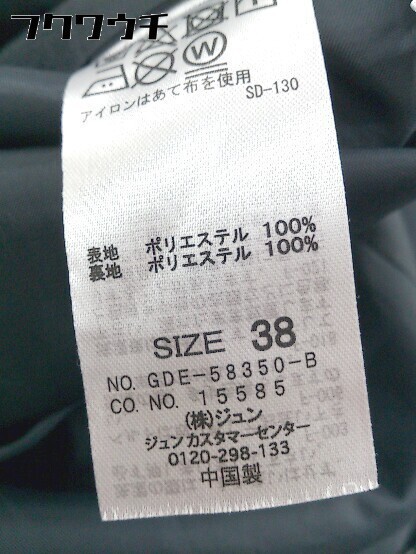 フクウチ
アイロンはあて布を使用
SD-130
表地 ポリエステル 100%
裏地 ポリエステル 100%
SIZE 38
NO. GDE-58350-B
CO. NO. 15585
(株)ジュン
ジュンカスタマーセンター
0120-298-133
中国製